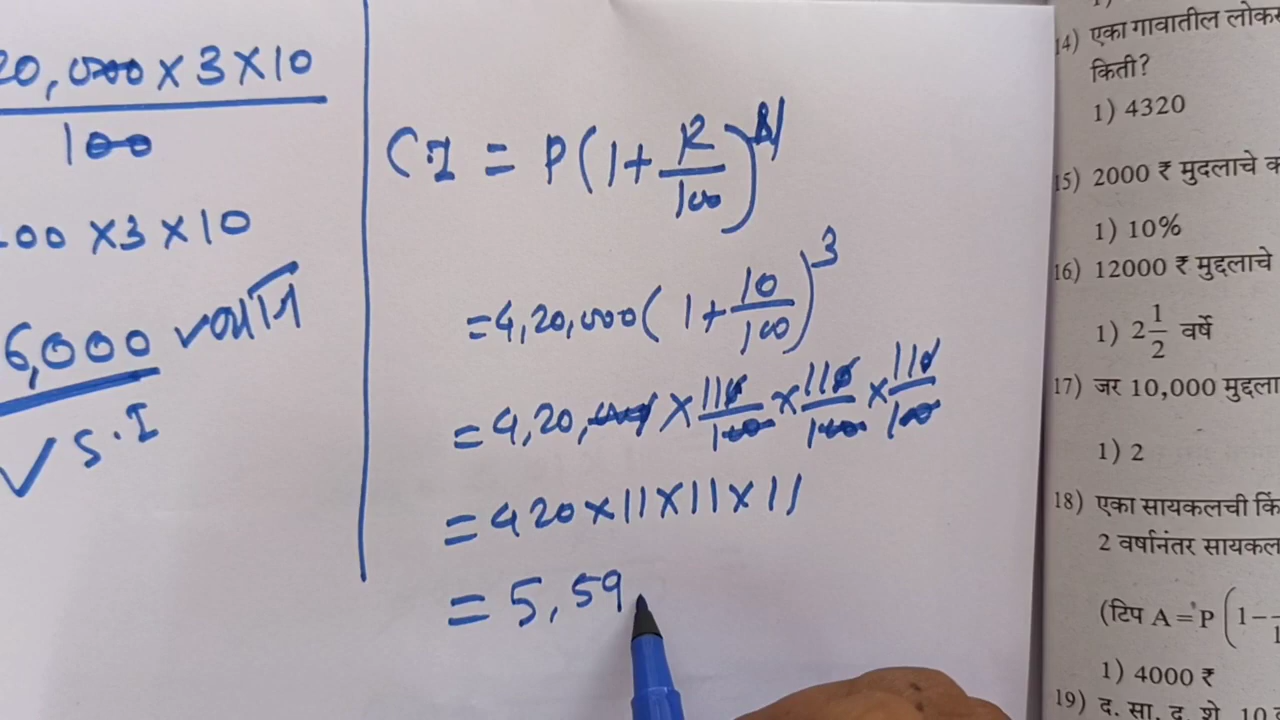 20,000 × 3 × 10
100
00 × 3 × 10
6,000 व्याज
✓ S.I
C.I = P(1 + R/100)^N
= 4,20,000(1 + 10/100)^3
= 4,20,000 × 110/100 × 110/100 × 110/100
= 420 × 11 × 11 × 11
= 5,59
14) एका गावातील लोकस
किती?
1) 4320
15) 2000 ₹ मुदलाचे
1) 10%
16) 12000 ₹ मुद्दलाचे
1) 2 1/2 वर्षे
17) जर 10,000 मुद्दला
1) 2
18) एका सायकलची किं
2 वर्षानंतर सायकल
(टिप A = P(1 –
1) 4000 ₹
19) द. सा. द. शे. 10